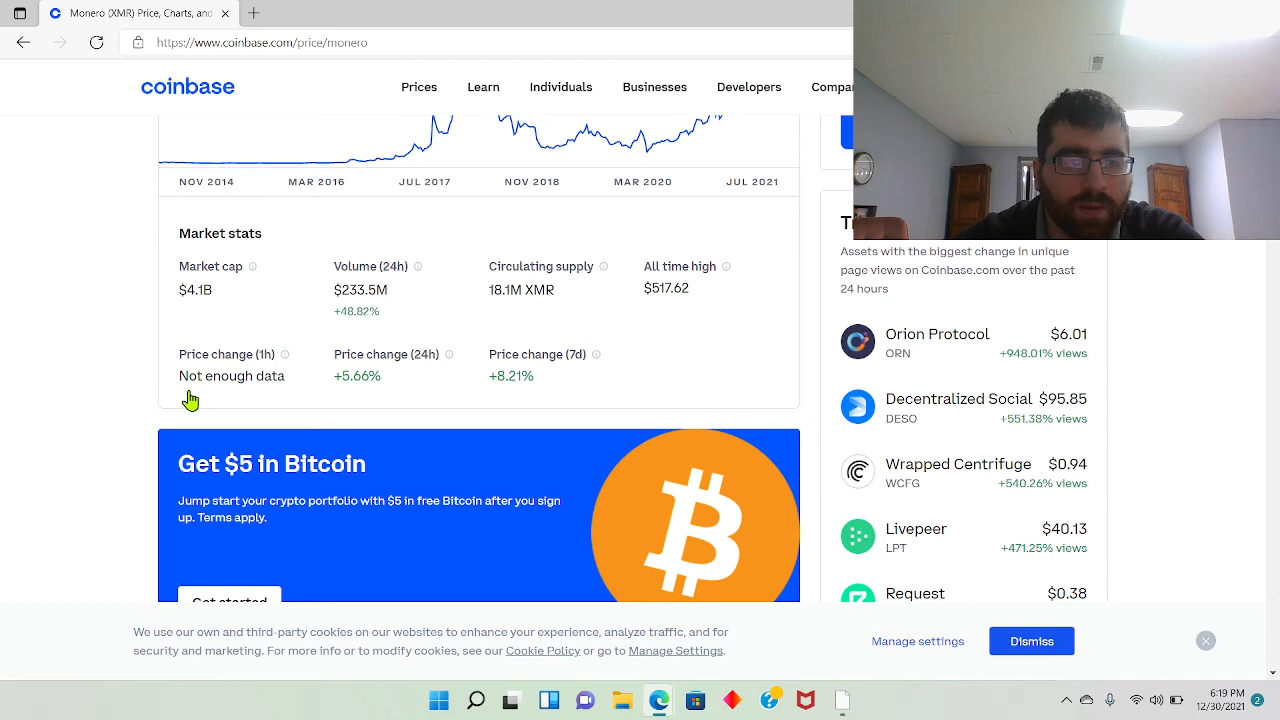 Monero (XMR) Price, Charts, and
https://www.coinbase.com/price/monero
coinbase
Prices
Learn
Individuals
Businesses
Developers
Compa
NOV 2014
MAR 2016
JUL 2017
NOV 2018
MAR 2020
JUL 2021
Market stats
Market cap
$4.1B
Volume (24h)
$233.5M
+48.82%
Circulating supply
18.1M XMR
All time high
$517.62
Price change (1h)
Not enough data
Price change (24h)
+5.66%
Price change (7d)
+8.21%
Get $5 in Bitcoin
Jump start your crypto portfolio with $5 in free Bitcoin after you sign
up. Terms apply.
Get started
Assets with the biggest change in unique
page views on Coinbase.com over the past
24 hours
Orion Protocol $6.01
ORN +948.01% views
Decentralized Social $95.85
DESO +551.38% views
Wrapped Centrifuge $0.94
WCFG +540.26% views
Livepeer $40.13
LPT +471.25% views
Request $0.38
We use our own and third-party cookies on our websites to enhance your experience, analyze traffic, and for
security and marketing. For more infor to modify cookies, see our Cookie Policy or go to Manage Settings.
Manage settings
Dismiss
6:19 PM
12/30/2021
2